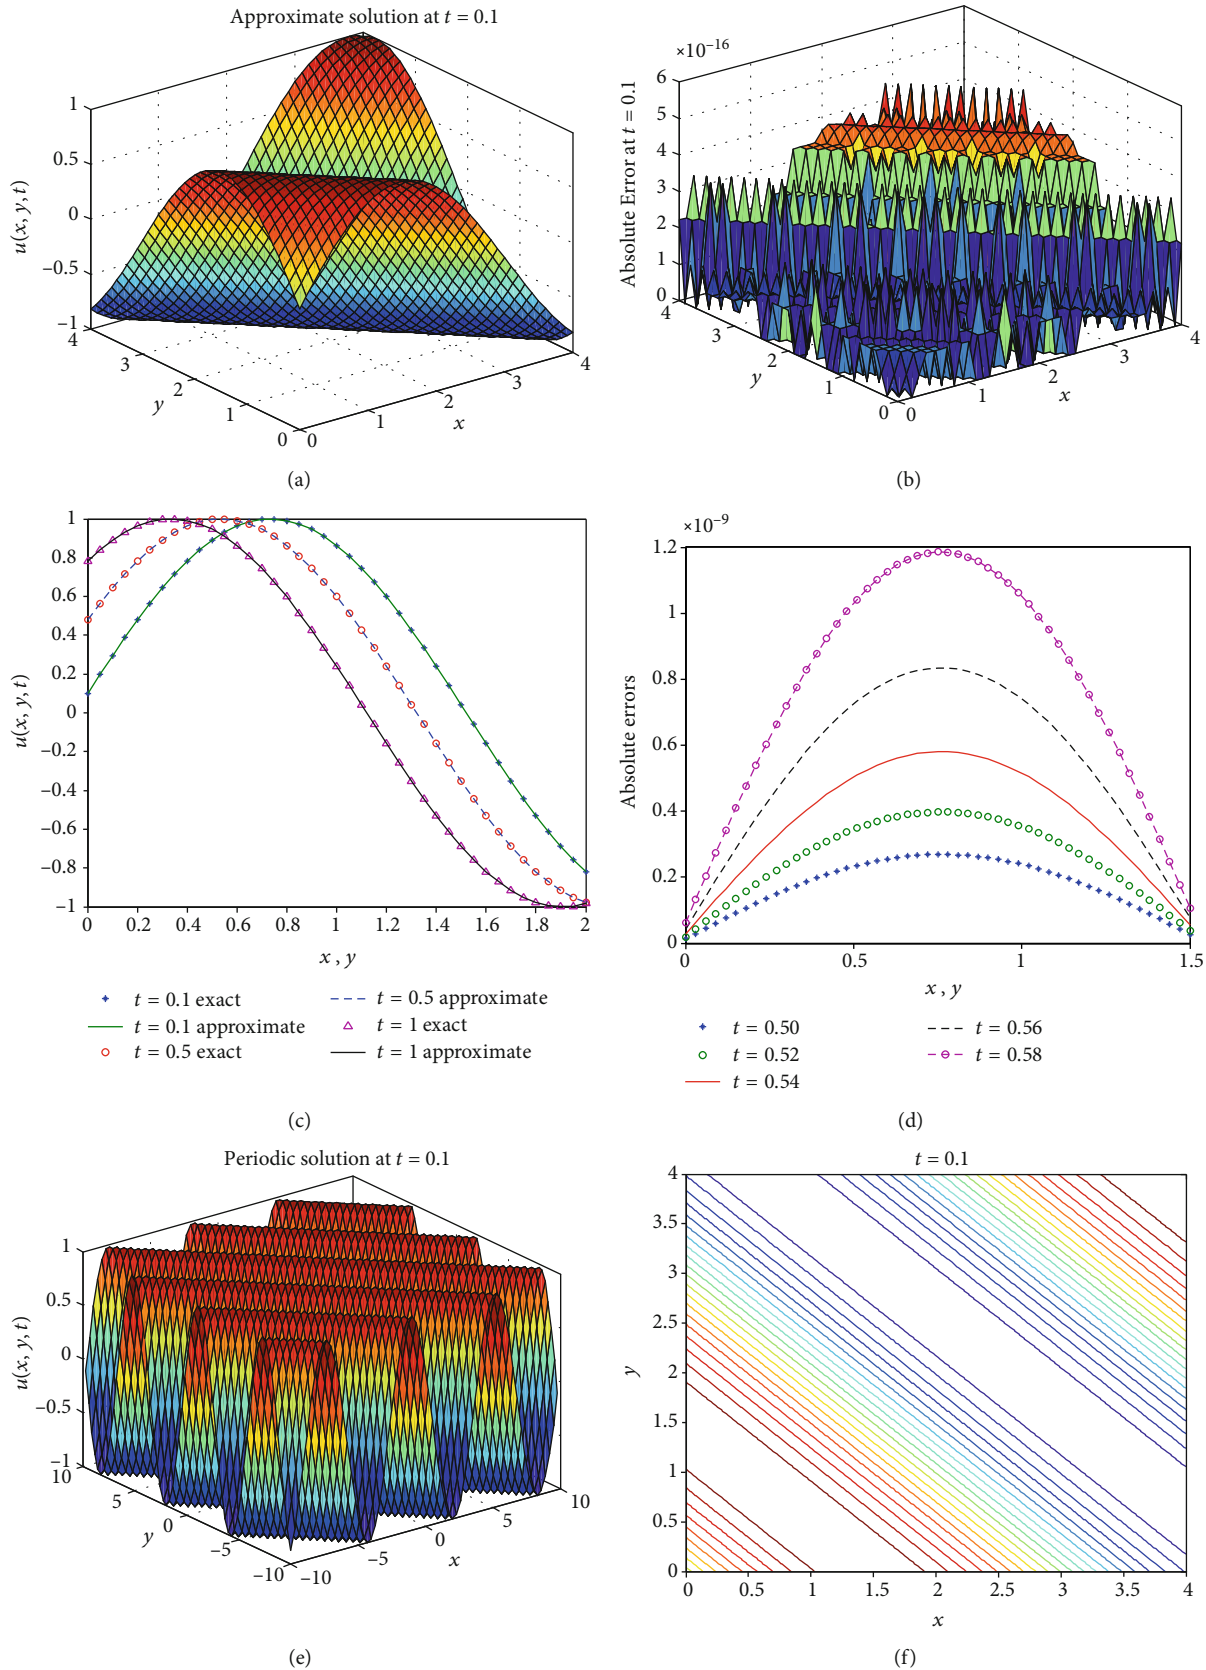 Approximate solution at t = 0.1
u(x, y, t)
1
0.5
0
−0.5
−1
4
3
2
1
0
y
0
1
2
3
4
x
(a)
×10−16
Absolute Error at t = 0.1
6
5
4
3
2
1
0
4
3
2
1
0
y
0
1
2
3
4
x
(b)
u(x, y, t)
1
0.8
0.6
0.4
0.2
0
−0.2
−0.4
−0.6
−0.8
−1
0 0.2 0.4 0.6 0.8 1 1.2 1.4 1.6 1.8 2
x , y
t = 0.1 exact
t = 0.1 approximate
t = 0.5 exact
t = 0.5 approximate
t = 1 exact
t = 1 approximate
(c)
×10−9
Absolute errors
1.2
1
0.8
0.6
0.4
0.2
0
0 0.5 1 1.5
x , y
t = 0.50
t = 0.52
t = 0.54
t = 0.56
t = 0.58
(d)
Periodic solution at t = 0.1
u(x, y, t)
1
0.5
0
−0.5
−1
10
5
0
−5
−10
y
−10
−5
0
5
10
x
(e)
t = 0.1
y
4
3.5
3
2.5
2
1.5
1
0.5
0
0 0.5 1 1.5 2 2.5 3 3.5 4
x
(f)